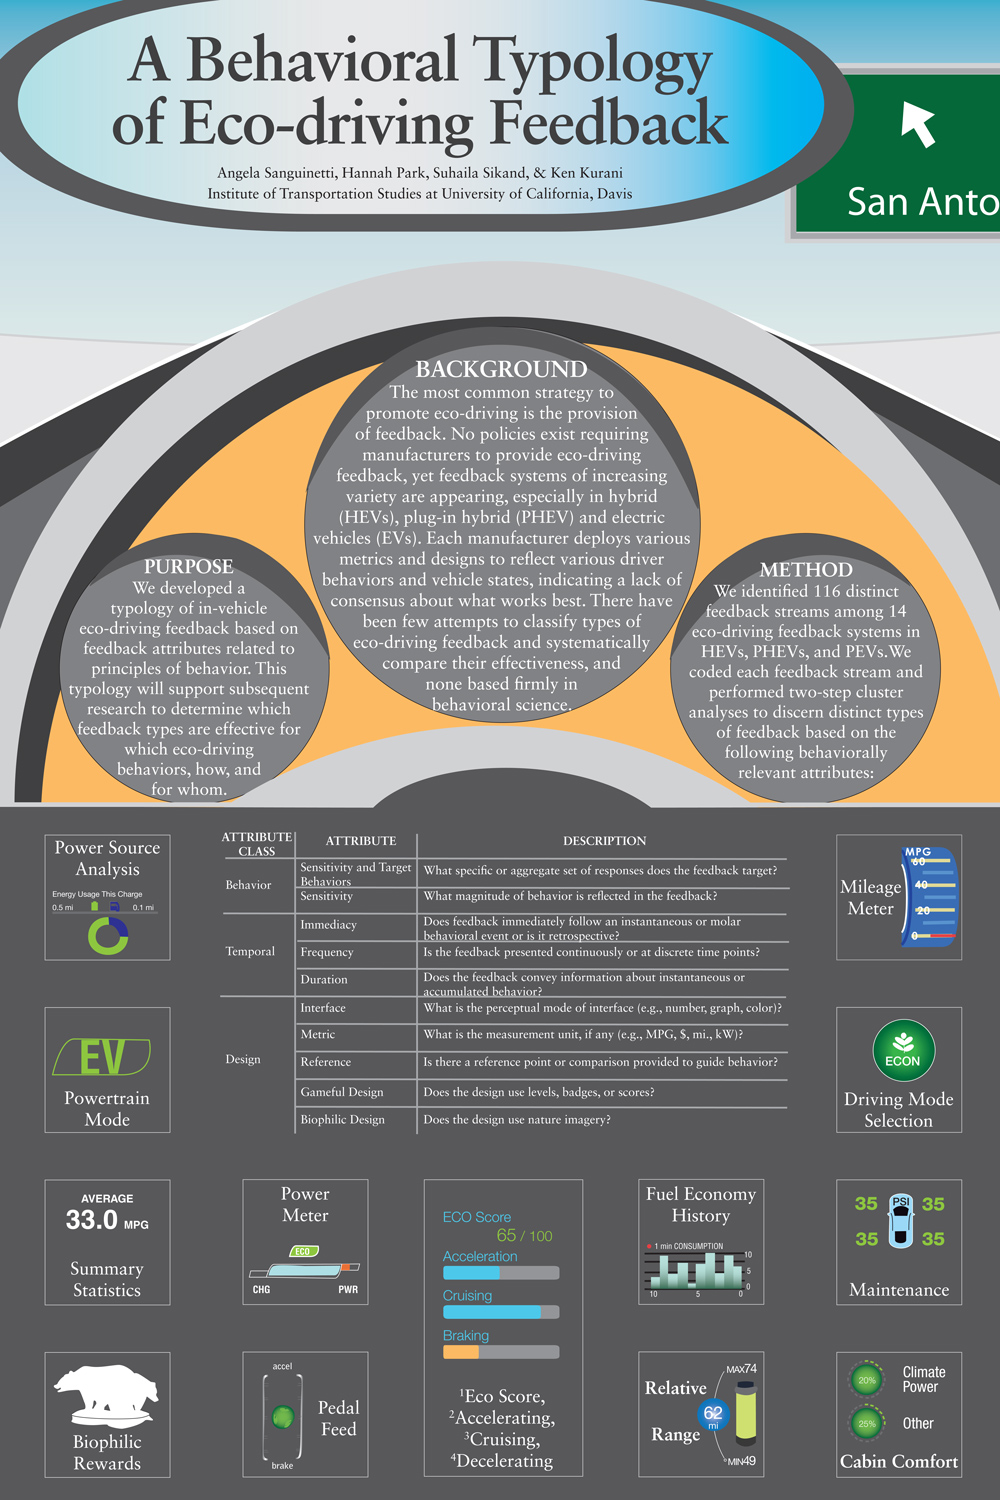 A Behavioral Typology
of Eco-driving Feedback
Angela Sanguinetti, Hannah Park, Suhaila Sikand, & Ken Kurani
Institute of Transportation Studies at University of California, Davis
San Anto
BACKGROUND
The most common strategy to
promote eco-driving is the provision
of feedback. No policies exist requiring
manufacturers to provide eco-driving
feedback, yet feedback systems of increasing
variety are appearing, especially in hybrid
(HEVs), plug-in hybrid (PHEV) and electric
vehicles (EVs). Each manufacturer deploys various
metrics and designs to reflect various driver
behaviors and vehicle states, indicating a lack of
consensus about what works best. There have
been few attempts to classify types of
eco-driving feedback and systematically
compare their effectiveness, and
none based firmly in
behavioral science.
PURPOSE
We developed a
typology of in-vehicle
eco-driving feedback based on
feedback attributes related to
principles of behavior. This
typology will support subsequent
research to determine which
feedback types are effective for
which eco-driving
behaviors, how, and
for whom.
METHOD
We identified 116 distinct
feedback streams among 14
eco-driving feedback systems in
HEVs, PHEVs, and PEVs.We
coded each feedback stream and
performed two-step cluster
analyses to discern distinct types
of feedback based on the
following behaviorally
relevant attributes:
Power Source
Analysis
Energy Usage This Charge
0.5 mi 0.1 mi
ATTRIBUTE CLASS ATTRIBUTE DESCRIPTION
Behavior
Sensitivity and Target Behaviors What specific or aggregate set of responses does the feedback target?
Sensitivity What magnitude of behavior is reflected in the feedback?
Temporal
Immediacy Does feedback immediately follow an instantaneous or molar
behavioral event or is it retrospective?
Frequency Is the feedback presented continuously or at discrete time points?
Duration Does the feedback convey information about instantaneous or
accumulated behavior?
Design
Interface What is the perceptual mode of interface (e.g., number, graph, color)?
Metric What is the measurement unit, if any (e.g., MPG, $, mi., kW)?
Reference Is there a reference point or comparison provided to guide behavior?
Gameful Design Does the design use levels, badges, or scores?
Biophilic Design Does the design use nature imagery?
Mileage
Meter
MPG
60
40
20
0
EV
Powertrain
Mode
ECON
Driving Mode
Selection
AVERAGE
33.0 MPG
Summary
Statistics
Power
Meter
ECO
CHG PWR
ECO Score
65 / 100
Acceleration
Cruising
Braking
1Eco Score,
2Accelerating,
3Cruising,
4Decelerating
Fuel Economy
History
1 min CONSUMPTION
10
5
0
10 5 0
35 PSI 35
35 35
Maintenance
Biophilic
Rewards
accel
Pedal
Feed
brake
MAX74
Relative
62
mi
Range
MIN49
20% Climate
Power
25% Other
Cabin Comfort